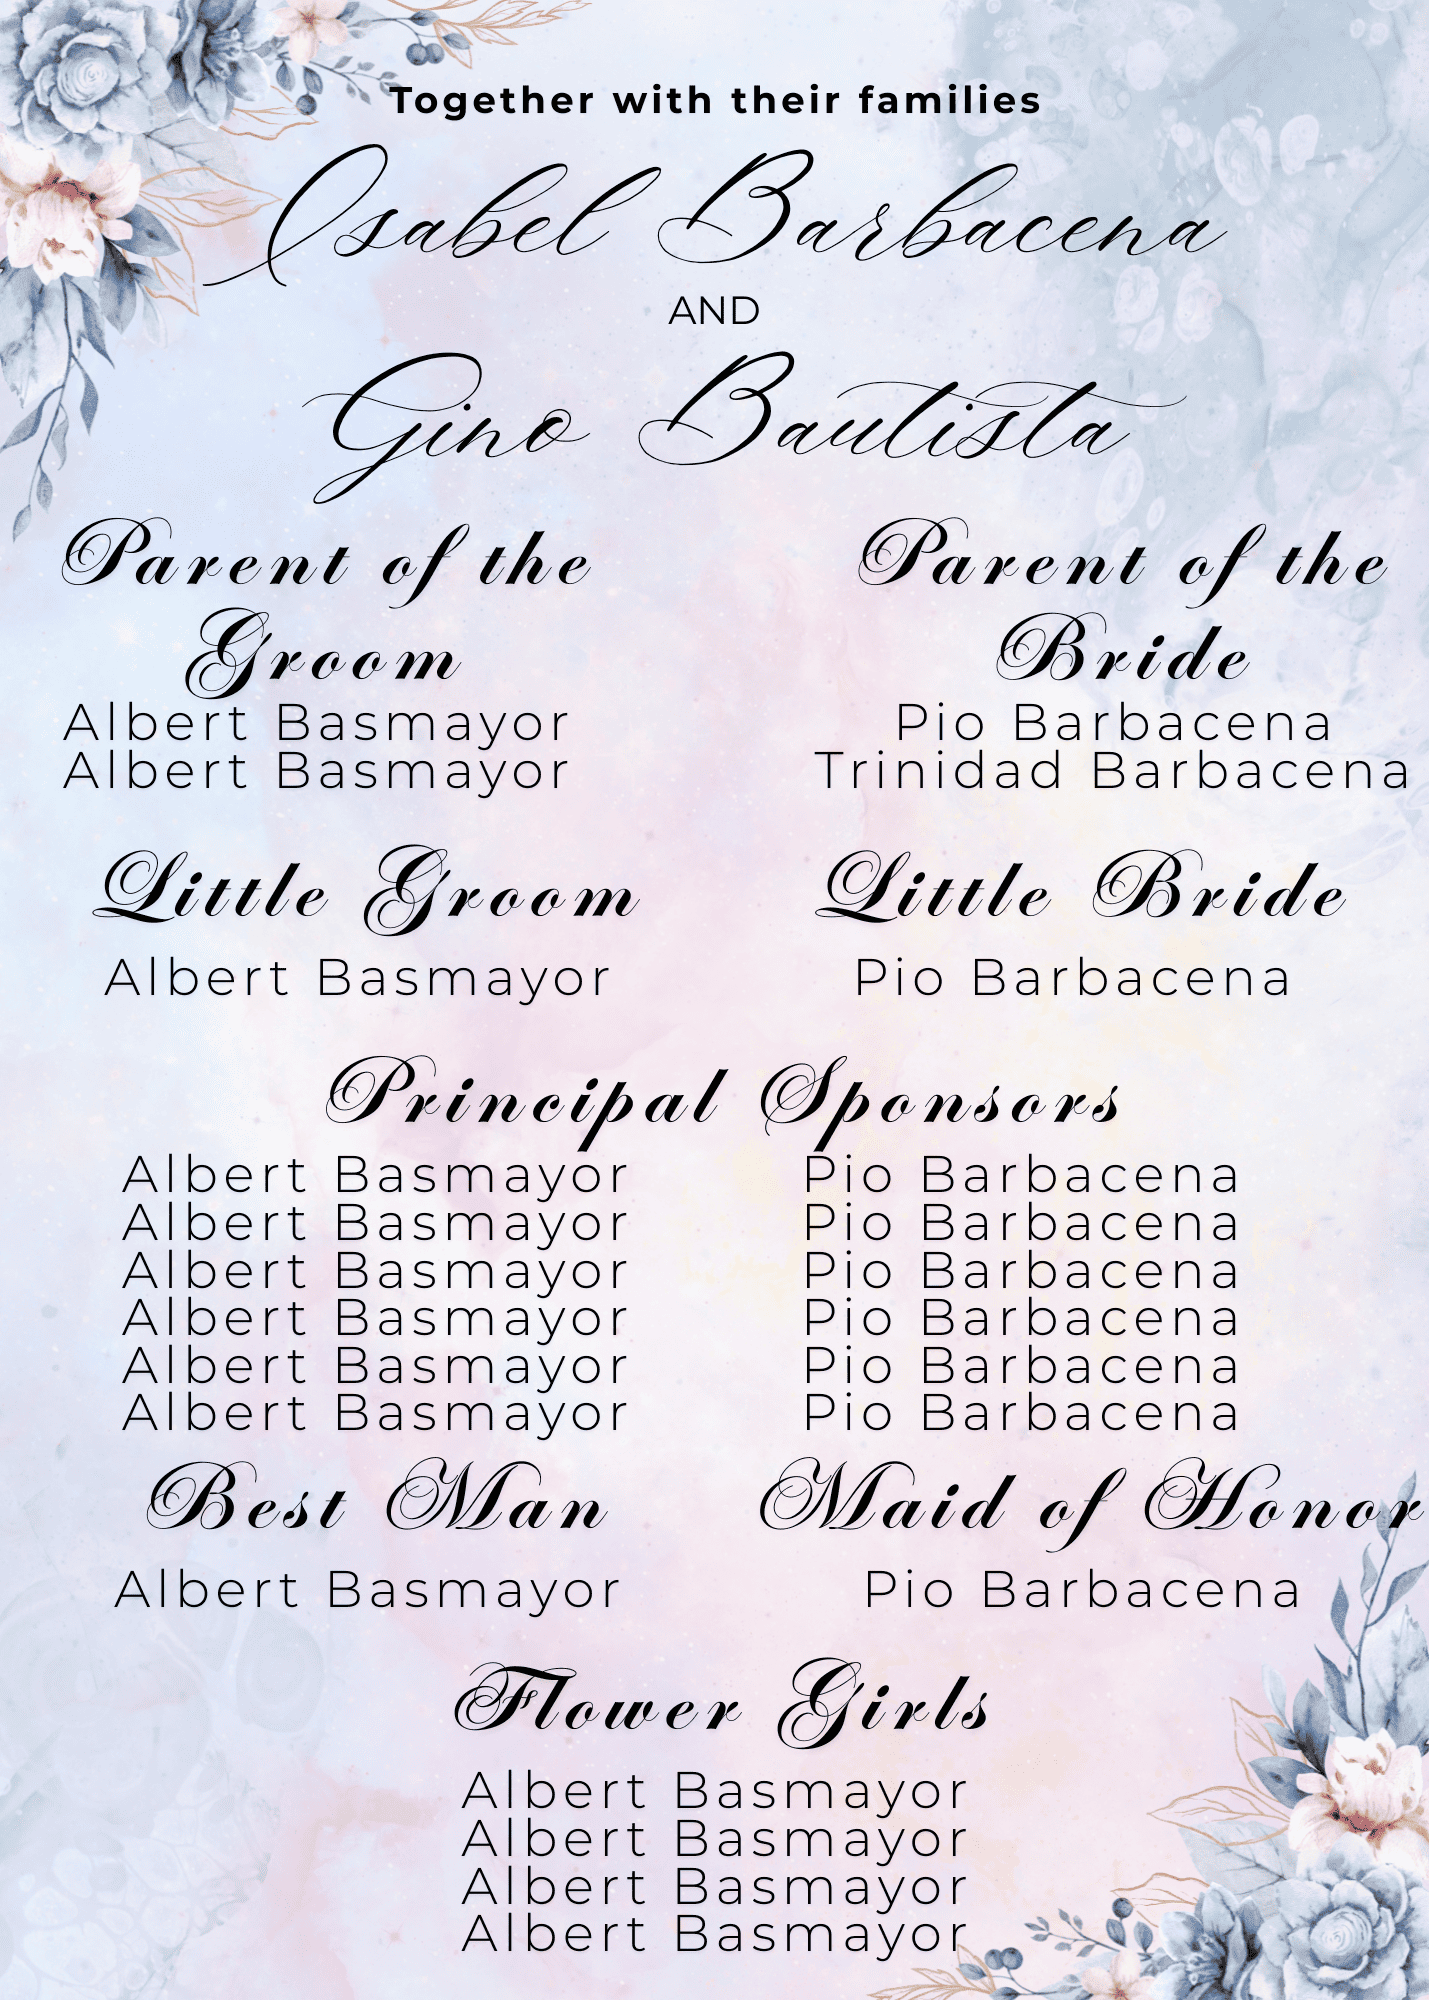 Together with their families
Isabel Barbacena
AND
Gino Bautista
Parent of the
Groom
Albert Basmayor
Albert Basmayor
Parent of the
Bride
Pio Barbacena
Trinidad Barbacena
Little Groom
Albert Basmayor
Little Bride
Pio Barbacena
Principal Sponsors
Albert Basmayor
Albert Basmayor
Albert Basmayor
Albert Basmayor
Albert Basmayor
Albert Basmayor
Pio Barbacena
Pio Barbacena
Pio Barbacena
Pio Barbacena
Pio Barbacena
Pio Barbacena
Best Man
Albert Basmayor
Maid of Honor
Pio Barbacena
Flower Girls
Albert Basmayor
Albert Basmayor
Albert Basmayor
Albert Basmayor